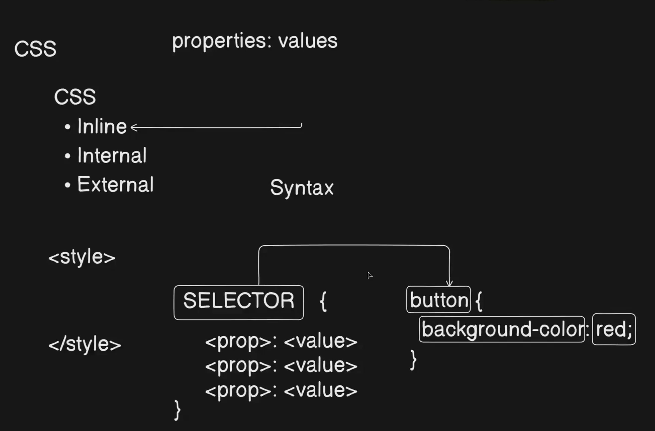 CSS
properties: values
CSS
• Inline
• Internal
• External
Syntax
<style>
</style>
SELECTOR {
<prop>: <value>
<prop>: <value>
<prop>: <value>
}
button {
background-color: red;
}